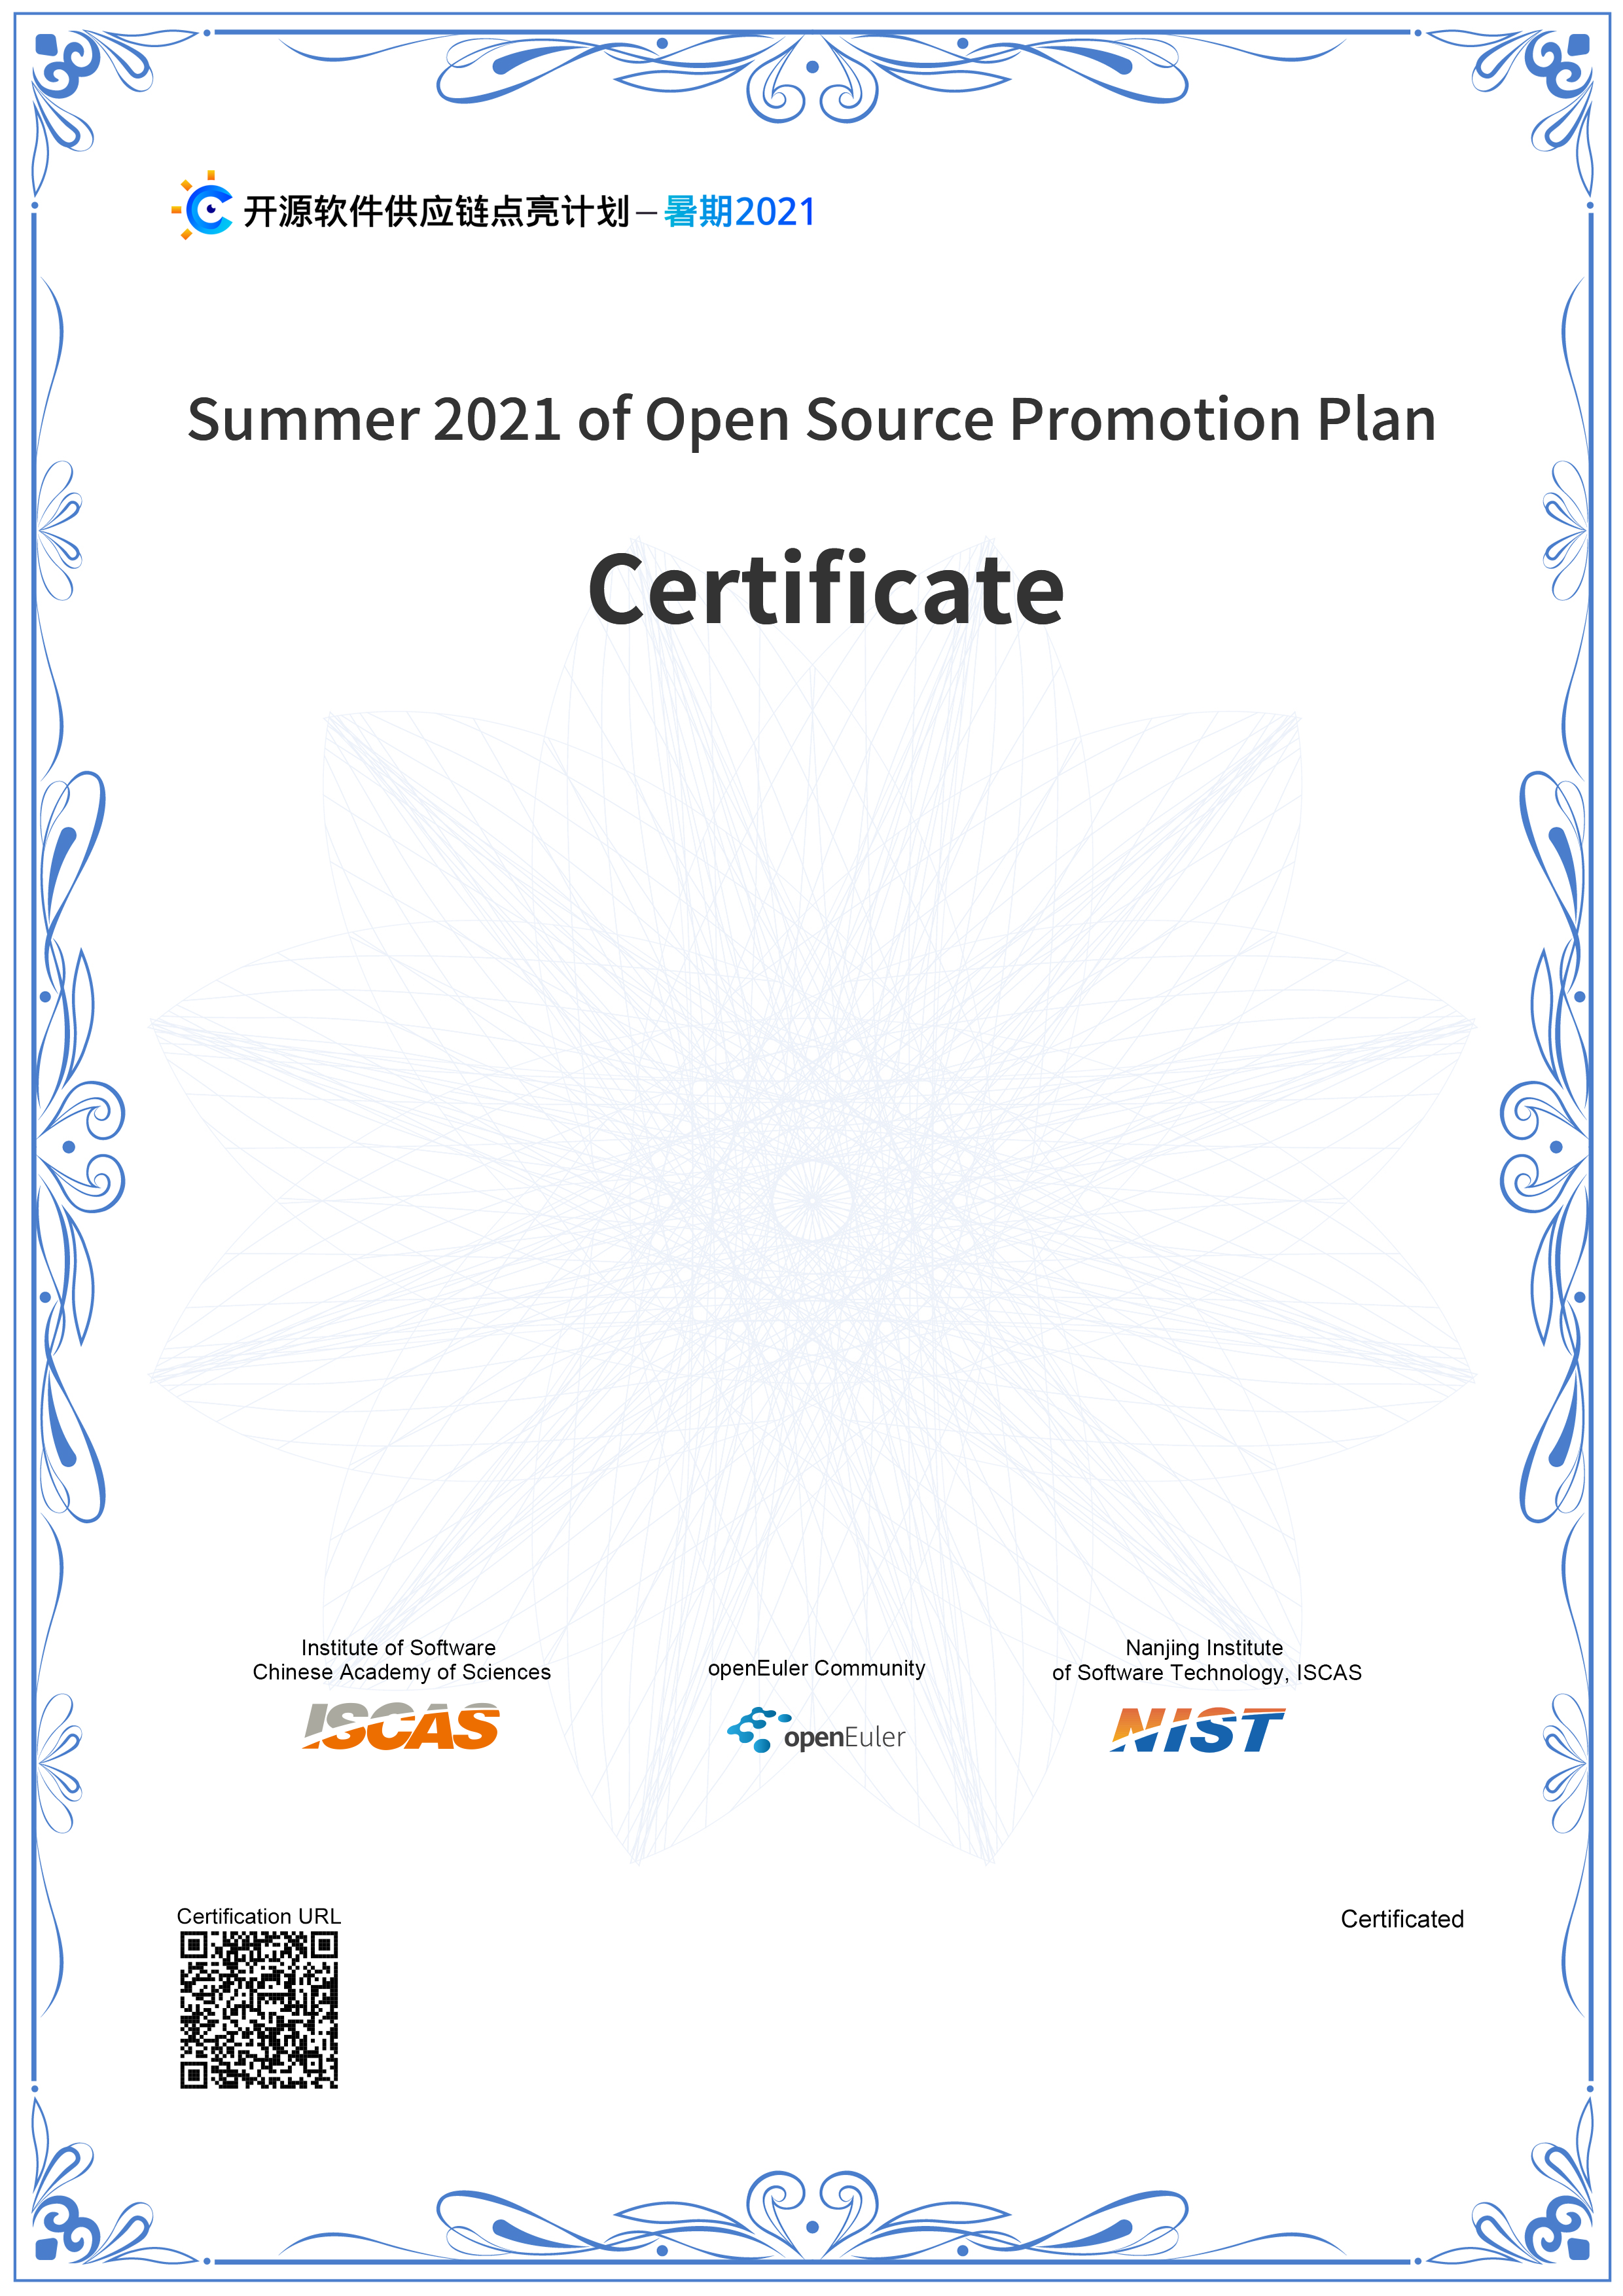 开源软件供应链点亮计划—暑期2021
Summer 2021 of Open Source Promotion Plan
Certificate
Institute of Software
Chinese Academy of Sciences
ISCAS
openEuler Community
openEuler
Nanjing Institute
of Software Technology, ISCAS
NIST
Certification URL
Certificated